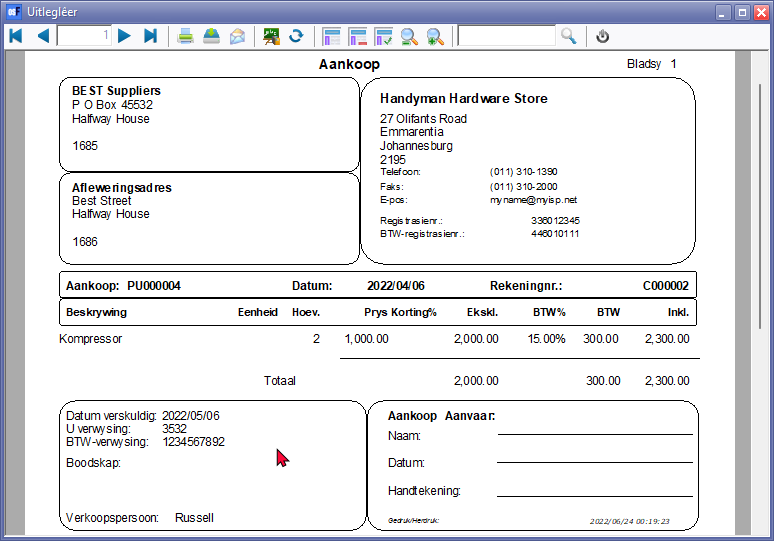 Uitleglêer
1
Aankoop
Bladsy 1
BEST Suppliers
P O Box 45532
Halfway House
1685
Handyman Hardware Store
27 Olifants Road
Emmarentia
Johannesburg
2195
Telefoon: (011) 310-1390
Faks: (011) 310-2000
E-pos: myname@myisp.net
Registrasienr.: 336012345
BTW-registrasienr.: 446010111
Afleweringsadres
Best Street
Halfway House
1686
Aankoop: PU000004 Datum: 2022/04/06 Rekeningnr.: C000002
Beskrywing Eenheid Hoev. Prys Korting% Ekskl. BTW% BTW Inkl.
Kompressor 2 1,000.00 2,000.00 15.00% 300.00 2,300.00
Totaal 2,000.00 300.00 2,300.00
Datum verskuldig: 2022/05/06
U verwysing: 3532
BTW-verwysing: 1234567892
Boodskap:
Verkoopspersoon: Russell
Aankoop Aanvaar:
Naam:
Datum:
Handtekening:
Gedruk/Herdruk: 2022/06/24 00:19:23